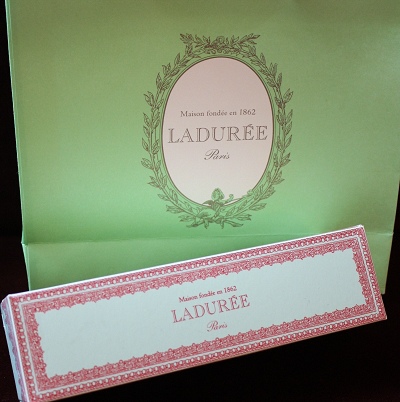 Maison fondée en 1862
LADURÉE
Paris
Maison fondée en 1862
LADURÉE
Paris